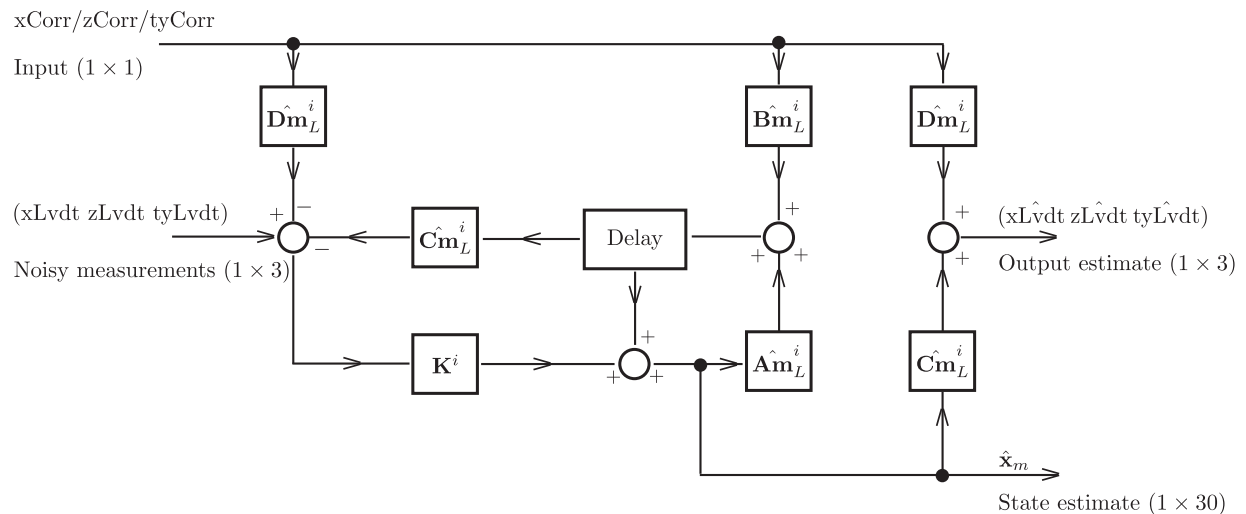 xCorr/zCorr/tyCorr
Input (1 × 1)
D̂m_L^i
B̂m_L^i
D̂m_L^i
(xLvdt zLvdt tyLvdt)
+
−
−
Noisy measurements (1 × 3)
Ĉm_L^i
Delay
+
+
+
+
+
(xLv̂dt zLv̂dt tyLv̂dt)
Output estimate (1 × 3)
K^i
+
+
+
Âm_L^i
Ĉm_L^i
x̂_m
State estimate (1 × 30)